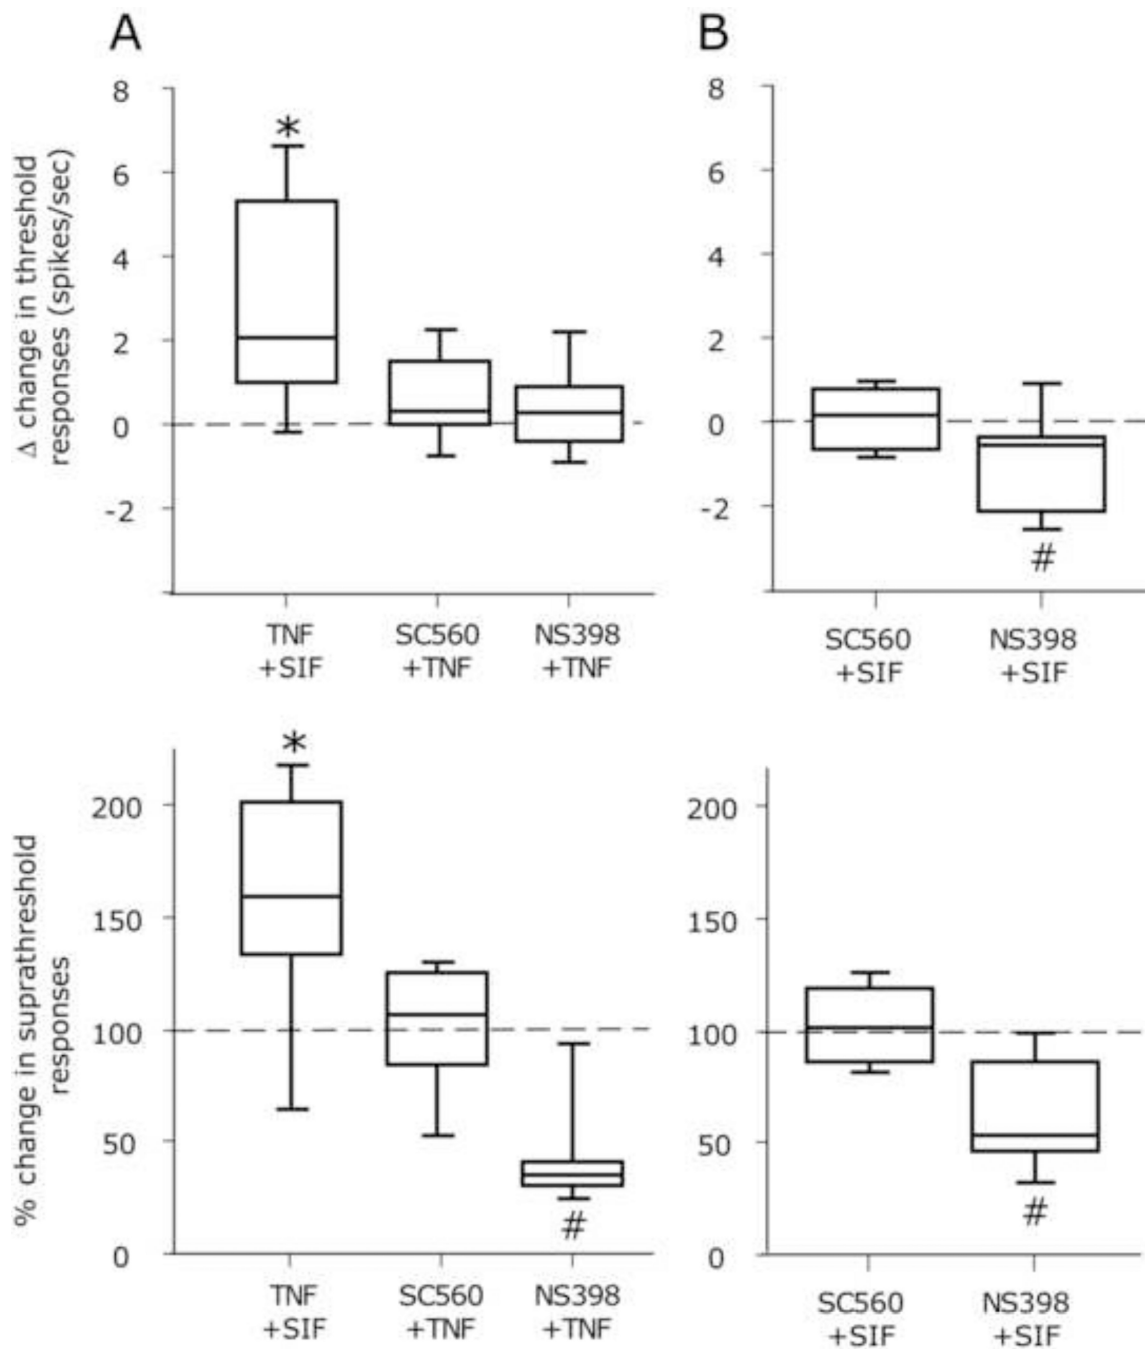 A
Δ change in threshold
responses (spikes/sec)
8
6
4
2
0
-2
*
TNF
+SIF
SC560
+TNF
NS398
+TNF
B
8
6
4
2
0
-2
#
SC560
+SIF
NS398
+SIF
% change in suprathreshold
responses
200
150
100
50
0
*
#
TNF
+SIF
SC560
+TNF
NS398
+TNF
200
150
100
50
0
#
SC560
+SIF
NS398
+SIF